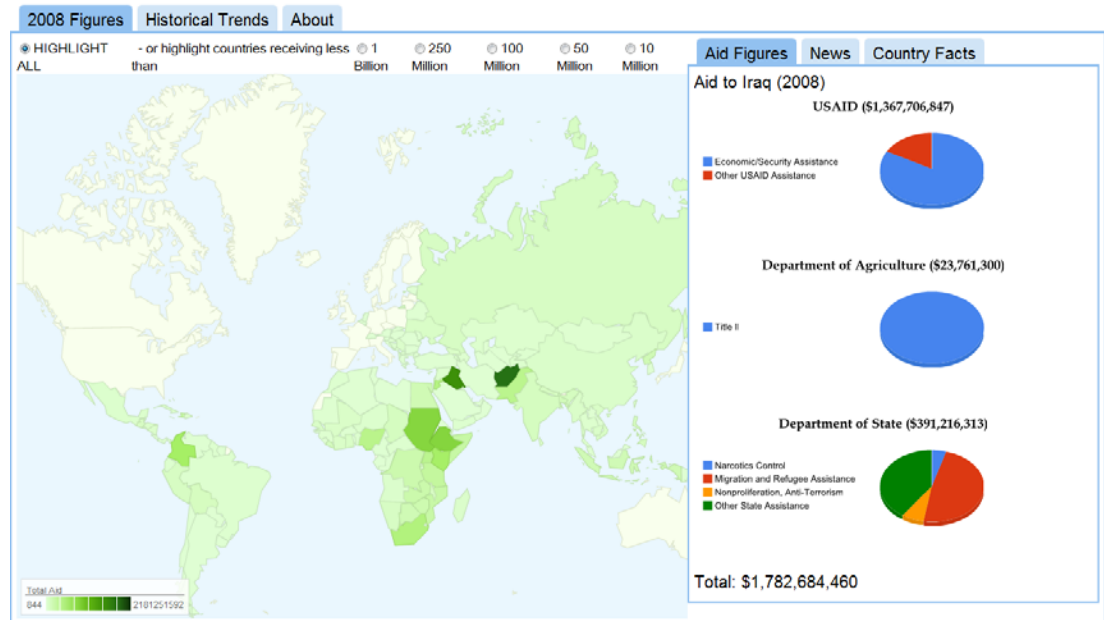 2008 Figures Historical Trends About
HIGHLIGHT ALL - or highlight countries receiving less than 1 Billion 250 Million 100 Million 50 Million 10 Million
Total Aid
844 2181251592
Aid Figures News Country Facts
Aid to Iraq (2008)
USAID ($1,367,706,847)
Economic/Security Assistance
Other USAID Assistance
Department of Agriculture ($23,761,300)
Title II
Department of State ($391,216,313)
Narcotics Control
Migration and Refugee Assistance
Nonproliferation, Anti-Terrorism
Other State Assistance
Total: $1,782,684,460